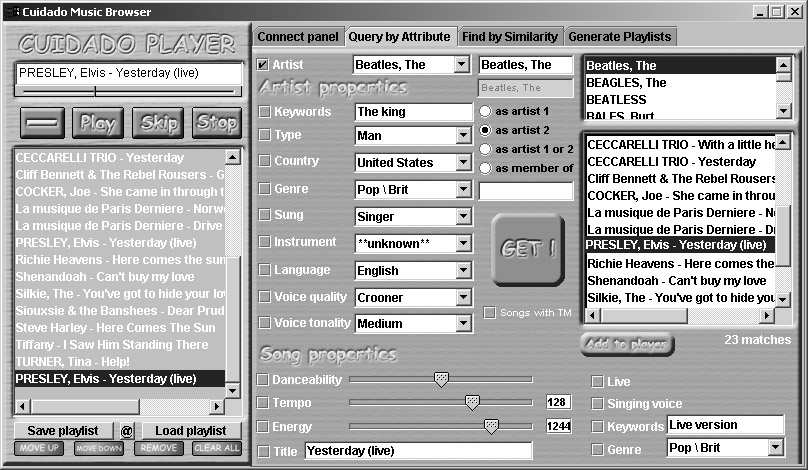 Cuidado Music Browser
CUIDADO PLAYER
PRESLEY, Elvis - Yesterday (live)
Play Skip Stop
CECCARELLI TRIO - Yesterday
Cliff Bennett & The Rebel Rousers - G
COCKER, Joe - She came in through t
La musique de Paris Derniere - Norw
La musique de Paris Derniere - Drive
PRESLEY, Elvis - Yesterday (live)
Richie Heavens - Here comes the sun
Shenandoah - Can't buy my love
Silkie, The - You've got to hide your lo
Siouxsie & the Banshees - Dear Prud
Steve Harley - Here Comes The Sun
Tiffany - I Saw Him Standing There
TURNER, Tina - Help!
PRESLEY, Elvis - Yesterday (live)
Save playlist @ Load playlist
MOVE UP MOVE DOWN REMOVE CLEAR ALL
Connect panel Query by Attribute Find by Similarity Generate Playlists
Artist Beatles, The Beatles, The
Artist properties Beatles, The
Keywords The king
Type Man
Country United States
Genre Pop \ Brit
Sung Singer
Instrument **unknown**
Language English
Voice quality Crooner
Voice tonality Medium
as artist 1
as artist 2
as artist 1 or 2
as member of
GET !
Songs with TM
Beatles, The
BEAGLES, The
BEATLESS
BALES, Burt
CECCARELLI TRIO - With a little he
CECCARELLI TRIO - Yesterday
Cliff Bennett & The Rebel Rousers
COCKER, Joe - She came in throu
La musique de Paris Derniere - No
La musique de Paris Derniere - Dri
PRESLEY, Elvis - Yesterday (live)
Richie Heavens - Here comes the
Shenandoah - Can't buy my love
Silkie, The - You've got to hide you
Add to player 23 matches
Song properties
Danceability
Tempo 128
Energy 1244
Title Yesterday (live)
Live
Singing voice
Keywords Live version
Genre Pop \ Brit